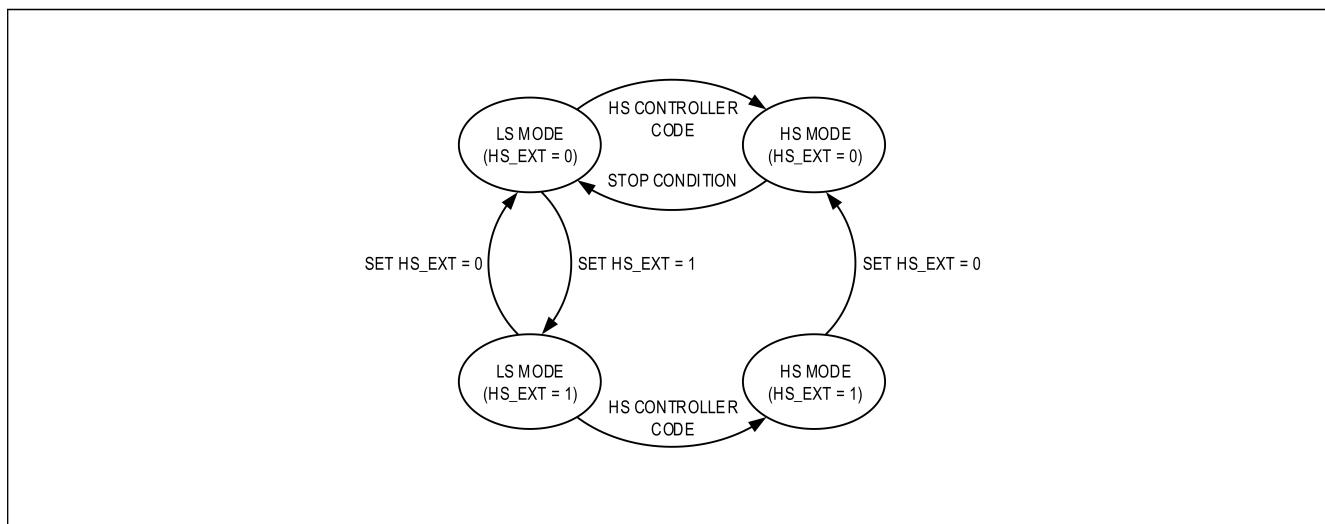 HS CONTROLLER
CODE
LS MODE
(HS_EXT = 0)
HS MODE
(HS_EXT = 0)
STOP CONDITION
SET HS_EXT = 0
SET HS_EXT = 1
SET HS_EXT = 0
LS MODE
(HS_EXT = 1)
HS MODE
(HS_EXT = 1)
HS CONTROLLER
CODE